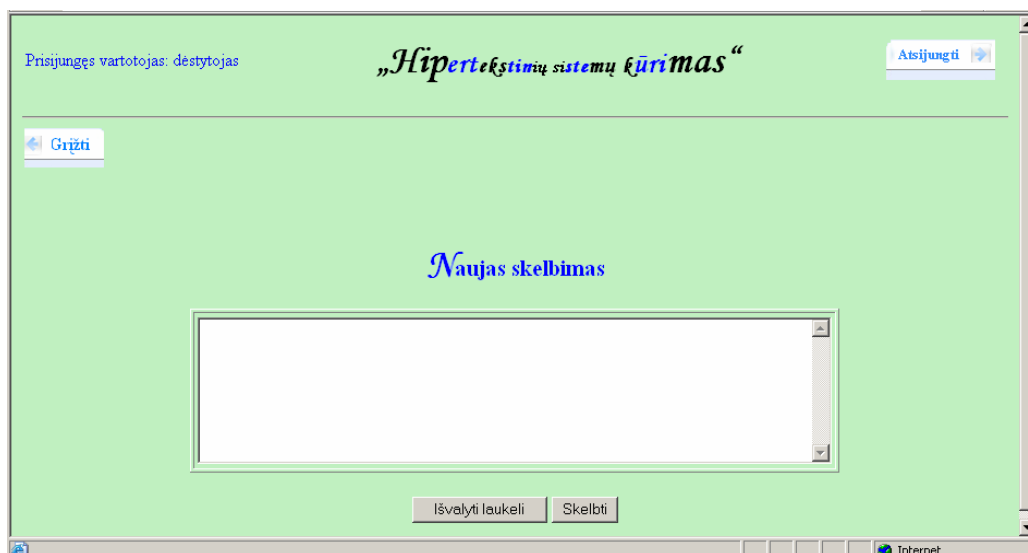 Prisijungęs vartotojas: dėstytojas
„Hipertekstinių sistemų kūrimas“
Atsijungti
Grįžti
Naujas skelbimas
Išvalyti laukeli
Skelbti
Internet